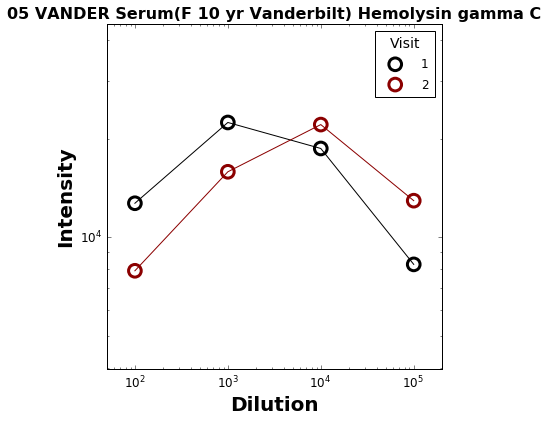 05 VANDER Serum(F 10 yr Vanderbilt) Hemolysin gamma C
Visit
1
2
Intensity
10^4
10^2 10^3 10^4 10^5
Dilution